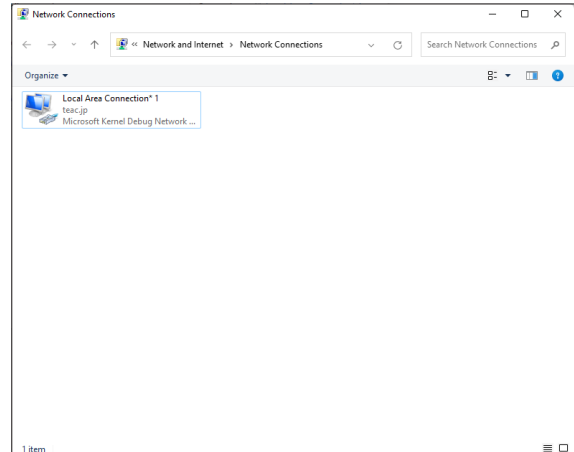 Network Connections
« Network and Internet › Network Connections
Search Network Connections
Organize
Local Area Connection* 1
teac.jp
Microsoft Kernel Debug Network ...
1 item